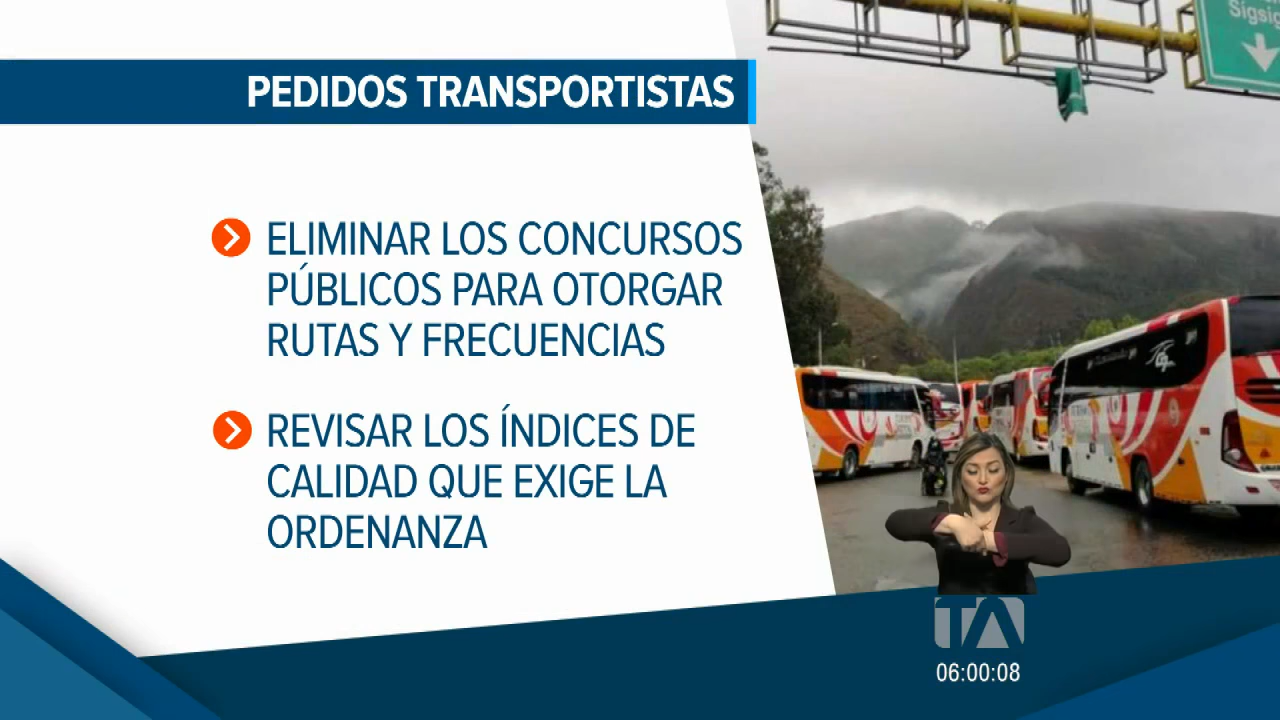 Sigsig
PEDIDOS TRANSPORTISTAS
ELIMINAR LOS CONCURSOS
PÚBLICOS PARA OTORGAR
RUTAS Y FRECUENCIAS
REVISAR LOS ÍNDICES DE
CALIDAD QUE EXIGE LA
ORDENANZA
TA
06:00:08